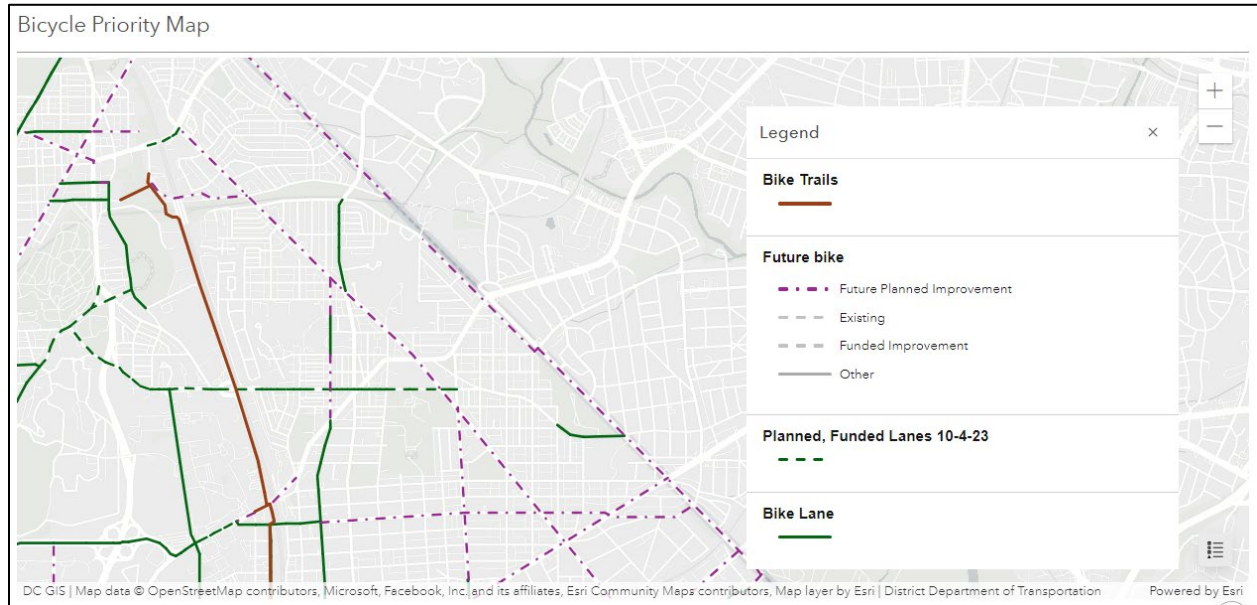 Bicycle Priority Map
+
Legend
×
−
Bike Trails
Future bike
Future Planned Improvement
Existing
Funded Improvement
Other
Planned, Funded Lanes 10-4-23
Bike Lane
DC GIS | Map data © OpenStreetMap contributors, Microsoft, Facebook, Inc. and its affiliates, Esri Community Maps contributors, Map layer by Esri | District Department of Transportation
Powered by Esri